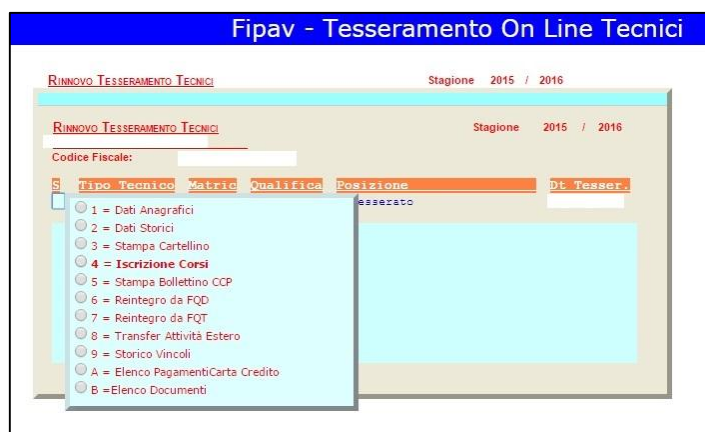 Fipav - Tesseramento On Line Tecnici
RINNOVO TESSERAMENTO TECNICI Stagione 2015 / 2016
RINNOVO TESSERAMENTO TECNICI Stagione 2015 / 2016
Codice Fiscale:
S Tipo Tecnico Matric Qualifica Posizione Dt Tesser.
esserato
1 = Dati Anagrafici
2 = Dati Storici
3 = Stampa Cartellino
4 = Iscrizione Corsi
5 = Stampa Bollettino CCP
6 = Reintegro da FQD
7 = Reintegro da FQT
8 = Transfer Attivitá Estero
9 = Storico Vincoli
A = Elenco PagamentiCarta Credito
B =Elenco Documenti